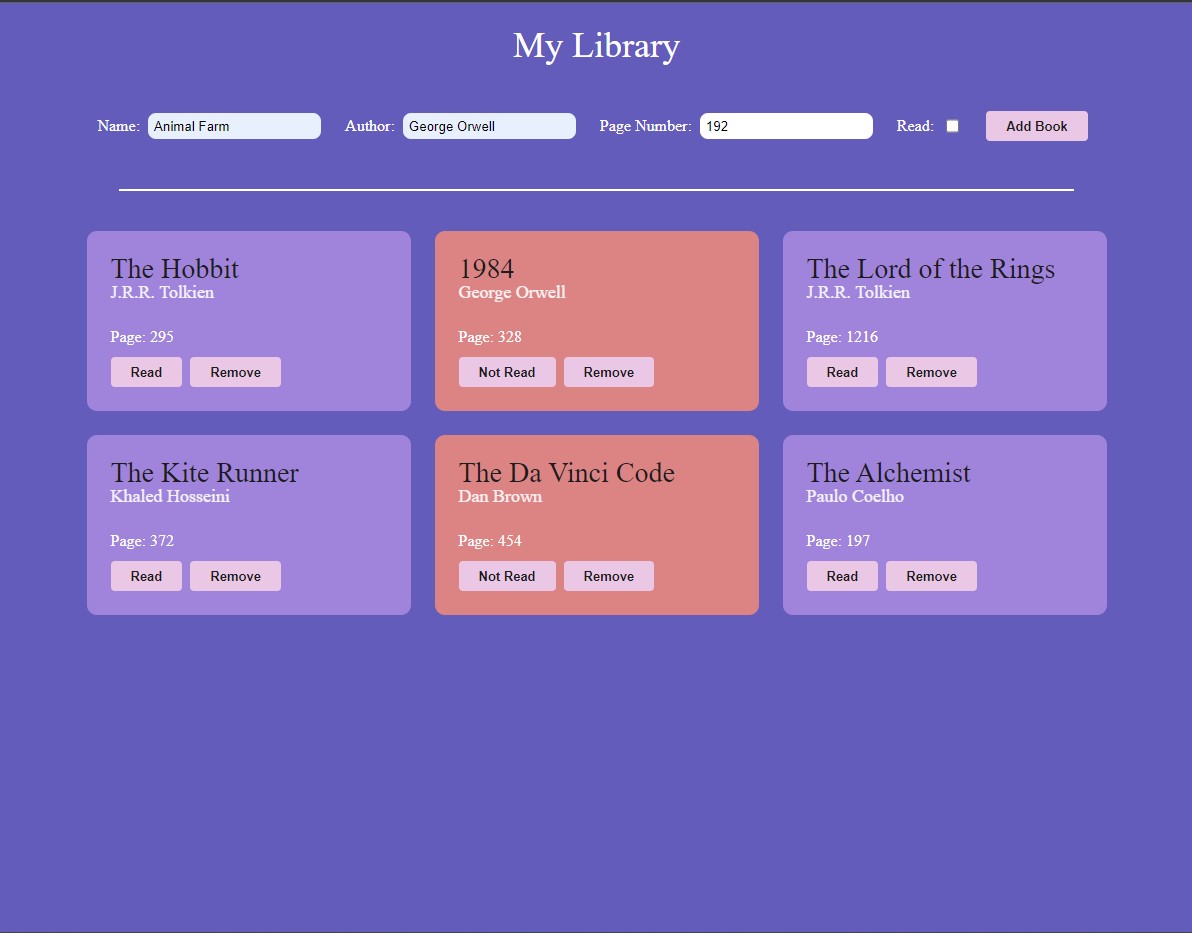 My Library
Name: Animal Farm Author: George Orwell Page Number: 192 Read: Add Book
The Hobbit
J.R.R. Tolkien
Page: 295
Read Remove
1984
George Orwell
Page: 328
Not Read Remove
The Lord of the Rings
J.R.R. Tolkien
Page: 1216
Read Remove
The Kite Runner
Khaled Hosseini
Page: 372
Read Remove
The Da Vinci Code
Dan Brown
Page: 454
Not Read Remove
The Alchemist
Paulo Coelho
Page: 197
Read Remove